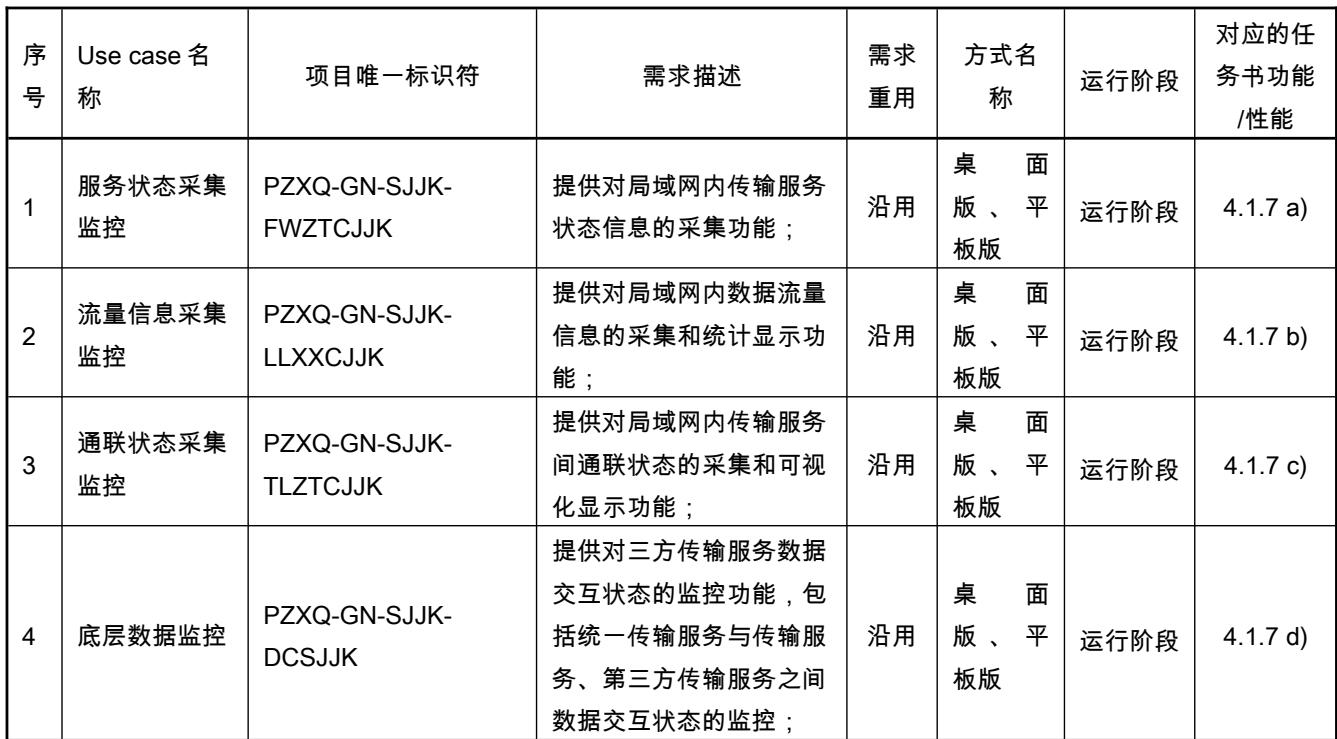 序号
Use case 名称
项目唯一标识符
需求描述
需求重用
方式名称
运行阶段
对应的任务书功能/性能
1
服务状态采集
监控
PZXQ-GN-SJJK-
FWZTCJJK
提供对局域网内传输服务
状态信息的采集功能；
沿用
桌面
版、平
板版
运行阶段
4.1.7 a)
2
流量信息采集
监控
PZXQ-GN-SJJK-
LLXXCJJK
提供对局域网内数据流量
信息的采集和统计显示功
能；
沿用
桌面
版、平
板版
运行阶段
4.1.7 b)
3
通联状态采集
监控
PZXQ-GN-SJJK-
TLZTCJJK
提供对局域网内传输服务
间通联状态的采集和可视
化显示功能；
沿用
桌面
版、平
板版
运行阶段
4.1.7 c)
4
底层数据监控
PZXQ-GN-SJJK-
DCSJJK
提供对三方传输服务数据
交互状态的监控功能，包
括统一传输服务与传输服
务、第三方传输服务之间
数据交互状态的监控；
沿用
桌面
版、平
板版
运行阶段
4.1.7 d)